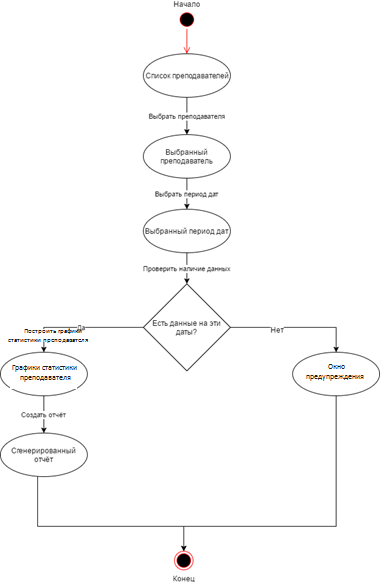 Начало
Список преподавателей
Выбрать преподавателя
Выбранный
преподаватель
Выбрать период дат
Выбранный период дат
Проверить наличие данных
Есть данные на эти
даты?
Да
Нет
Построить графики
статистики преподавателя
Графики статистики
преподавателя
Окно
предупреждения
Создать отчёт
Сгенерированный
отчёт
Конец